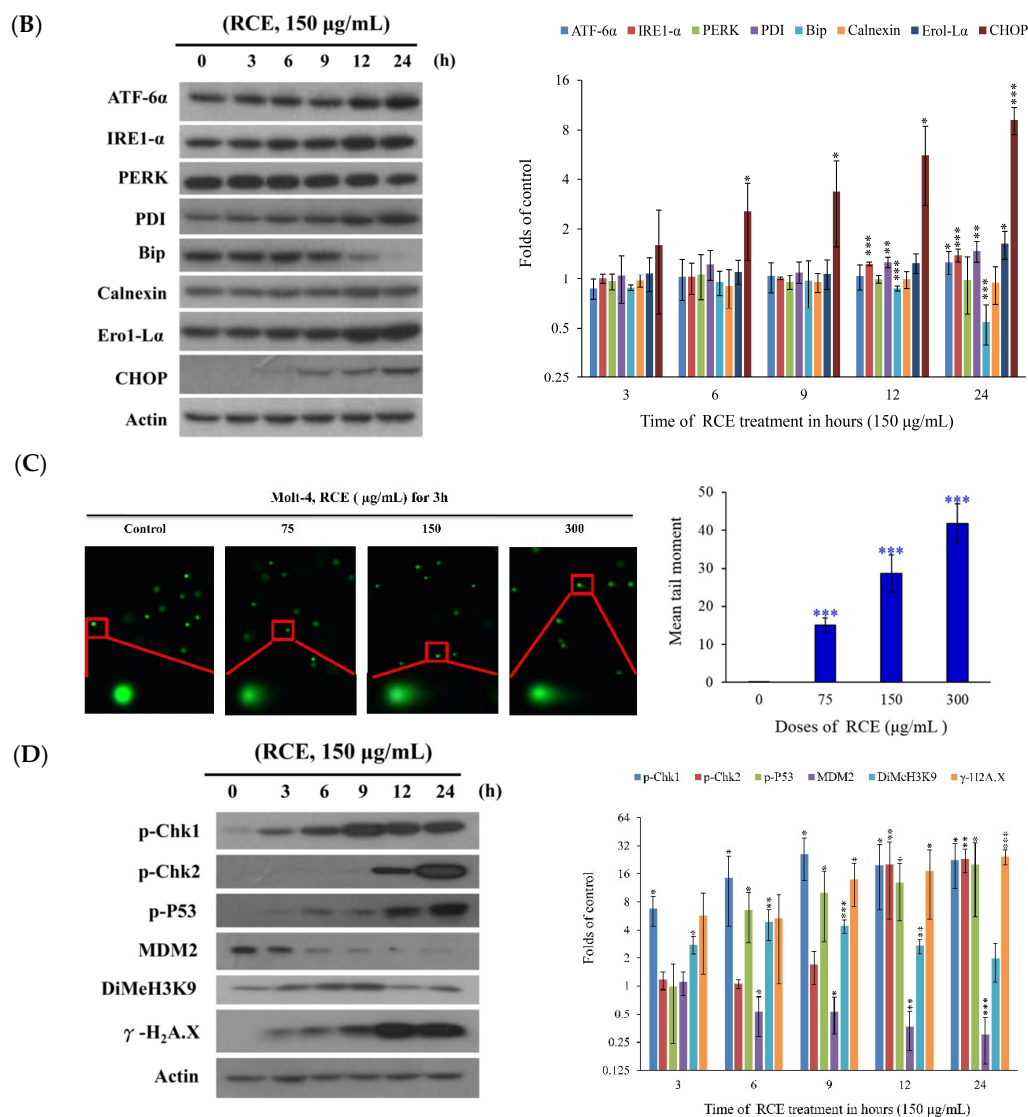 (B)
(RCE, 150 μg/mL)
0 3 6 9 12 24 (h)
ATF-6α
IRE1-α
PERK
PDI
Bip
Calnexin
Ero1-Lα
CHOP
Actin
ATF-6α IRE1-α PERK PDI Bip Calnexin Erol-Lα CHOP
Folds of control
16
8
4
2
1
0.5
0.25
* * * *** *** * *** ** *** * *** ** *** *
3 6 9 12 24
Time of RCE treatment in hours (150 μg/mL)
(C)
Molt-4, RCE ( μg/mL) for 3h
Control 75 150 300
Mean tail moment
50
40
30
20
10
0
*** *** ***
0 75 150 300
Doses of RCE (μg/mL )
(D)
(RCE, 150 μg/mL)
0 3 6 9 12 24 (h)
p-Chk1
p-Chk2
p-P53
MDM2
DiMeH3K9
γ-H₂A.X
Actin
p-Chk1 p-Chk2 p-P53 MDM2 DiMeH3K9 γ-H2A.X
Folds of control
64
32
16
8
4
2
1
0.5
0.25
0.125
3 6 9 12 24
Time of RCE treatment in hours (150 μg/mL)